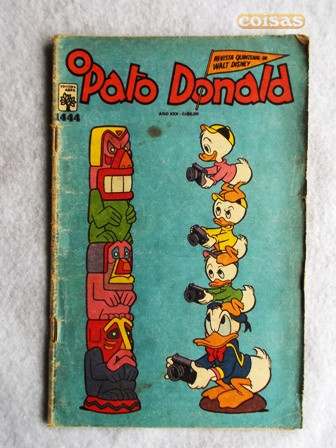 coisas
O Pato Donald
REVISTA QUINZENAL DE
WALT DISNEY
1444